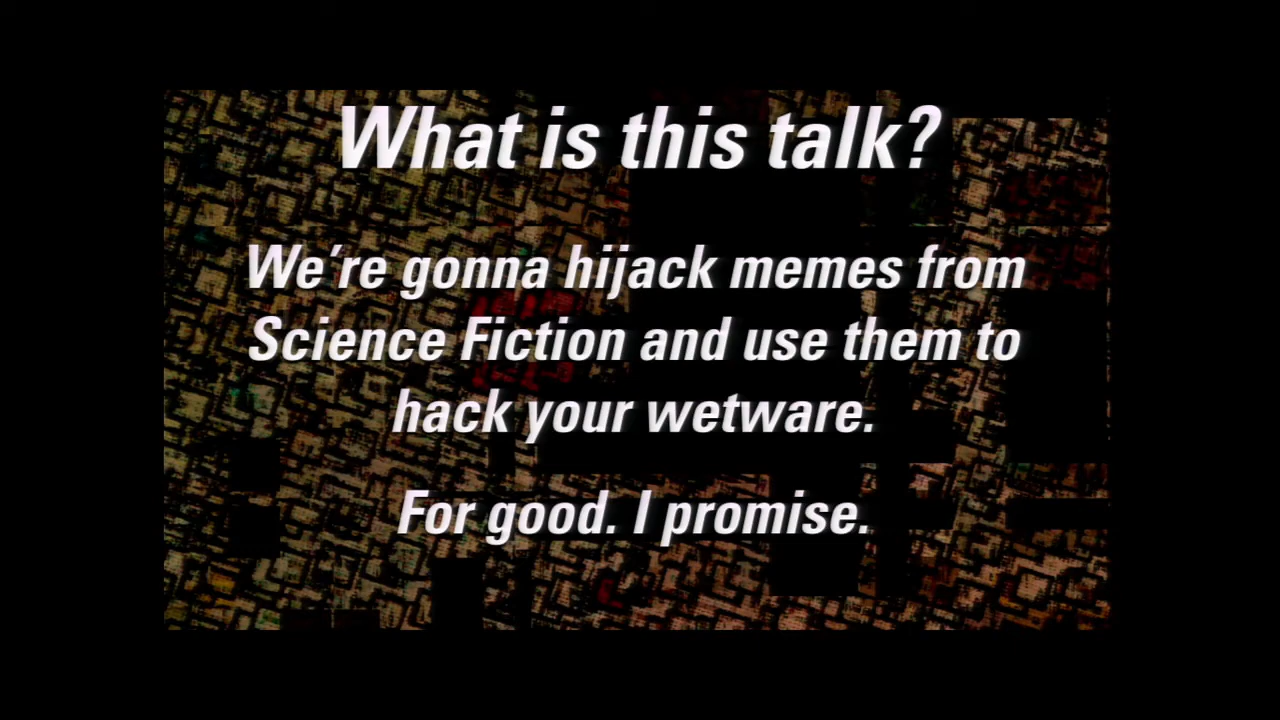 What is this talk?
We're gonna hijack memes from
Science Fiction and use them to
hack your wetware.
For good. I promise.